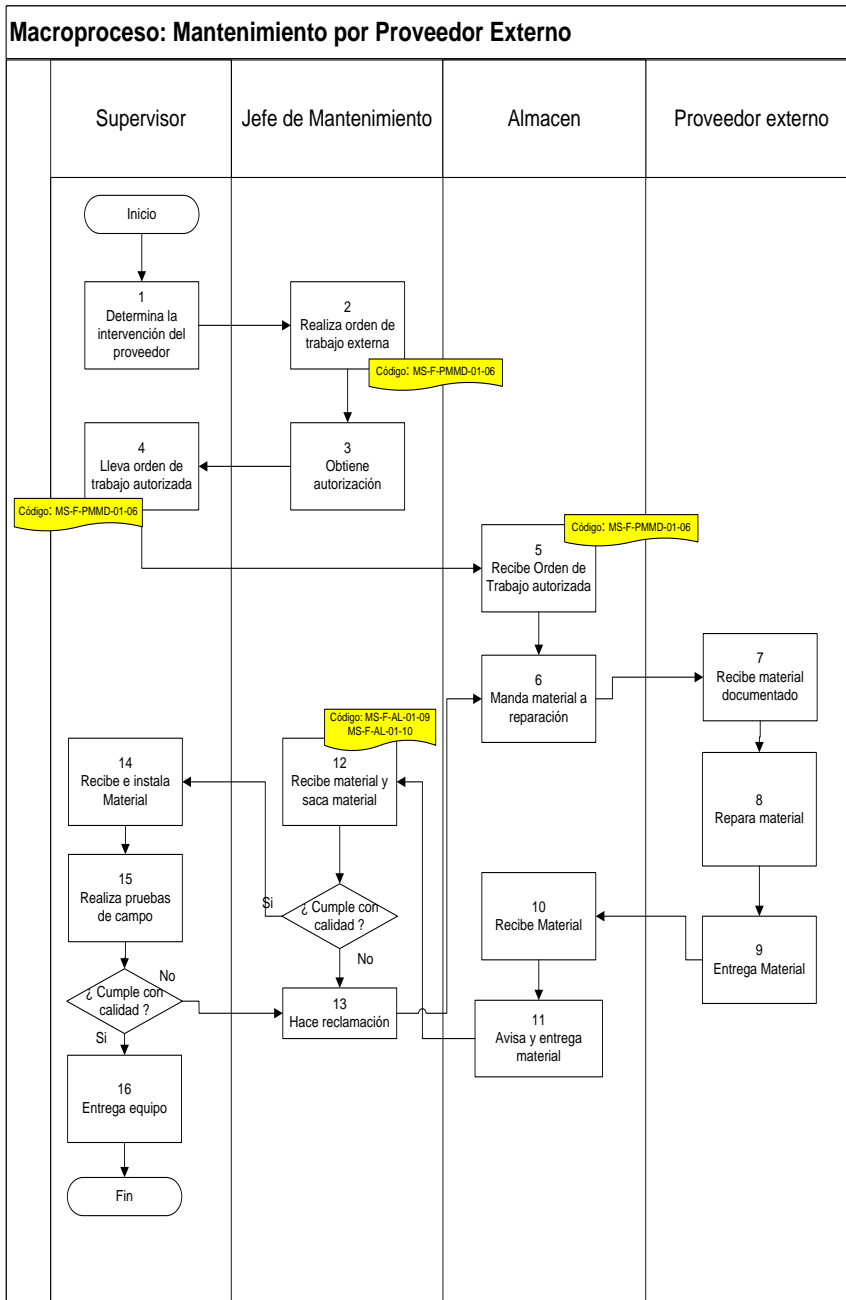 Macroproceso: Mantenimiento por Proveedor Externo
Supervisor
Jefe de Mantenimiento
Almacen
Proveedor externo
Inicio
1
Determina la
intervención del
proveedor
2
Realiza orden de
trabajo externa
Código: MS-F-PMMD-01-06
3
Obtiene
autorización
4
Lleva orden de
trabajo autorizada
Código: MS-F-PMMD-01-06
5
Recibe Orden de
Trabajo autorizada
Código: MS-F-PMMD-01-06
6
Manda material a
reparación
7
Recibe material
documentado
8
Repara material
9
Entrega Material
10
Recibe Material
11
Avisa y entrega
material
Código: MS-F-AL-01-09
MS-F-AL-01-10
12
Recibe material y
saca material
¿ Cumple con
calidad ?
Si
No
13
Hace reclamación
14
Recibe e instala
Material
15
Realiza pruebas
de campo
¿ Cumple con
calidad ?
No
Si
16
Entrega equipo
Fin